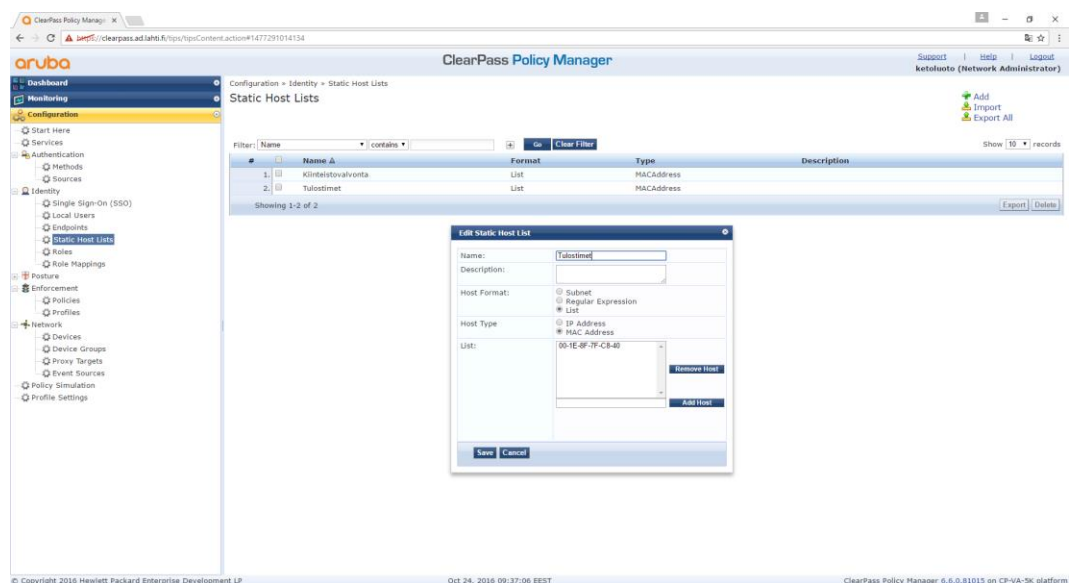 ClearPass Policy Manage
https://clearpass.ad.lahti.fi/tips/tipsContent.action#1477291014134
aruba
ClearPass Policy Manager
Support | Help | Logout
ketoluoto (Network Administrator)
Dashboard
Monitoring
Configuration
Start Here
Services
Authentication
Methods
Sources
Identity
Single Sign-On (SSO)
Local Users
Endpoints
Static Host Lists
Roles
Role Mappings
Posture
Enforcement
Policies
Profiles
Network
Devices
Device Groups
Proxy Targets
Event Sources
Policy Simulation
Profile Settings
Configuration » Identity » Static Host Lists
Static Host Lists
Add
Import
Export All
Filter: Name contains Go Clear Filter Show 10 records
# Name Format Type Description
1. Kiinteistovalvonta List MACAddress
2. Tulostimet List MACAddress
Showing 1-2 of 2 Export Delete
Edit Static Host List
Name: Tulostimet
Description:
Host Format: Subnet
Regular Expression
List
Host Type IP Address
MAC Address
List: 00-1E-8F-7F-C8-40
Remove Host
Add Host
Save Cancel
© Copyright 2016 Hewlett Packard Enterprise Development LP Oct 24, 2016 09:37:06 EEST ClearPass Policy Manager 6.6.0.81015 on CP-VA-5K platform